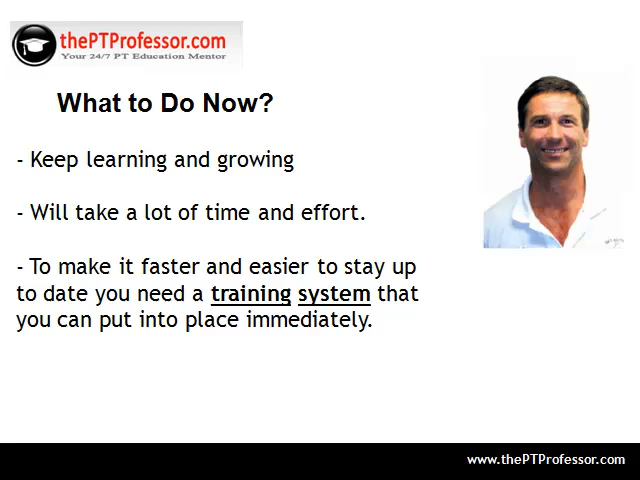 thePTProfessor.com
Your 24/7 PT Education Mentor
What to Do Now?
- Keep learning and growing
- Will take a lot of time and effort.
- To make it faster and easier to stay up
to date you need a training system that
you can put into place immediately.
www.thePTProfessor.com